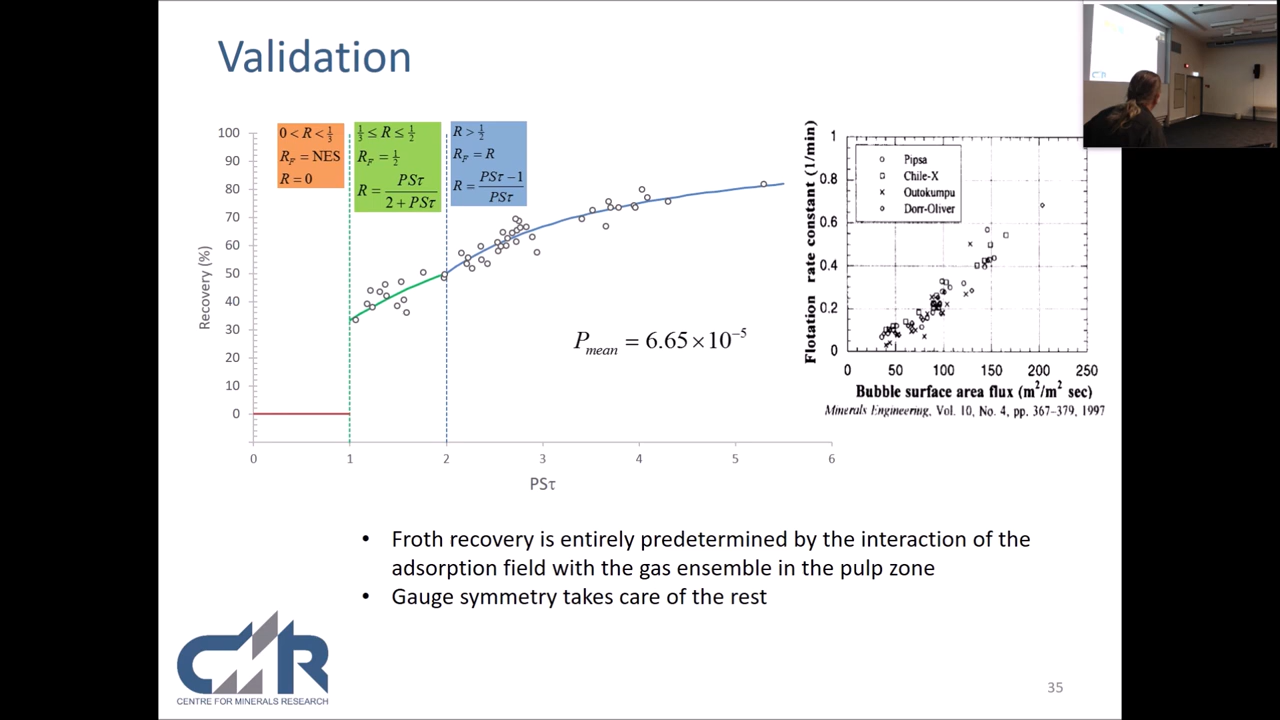 Validation
0 < R < 1/3
R_F = NES
R = 0
1/3 ≤ R ≤ 1/2
R_F = 1/2
R = PSτ / (2 + PSτ)
R > 1/2
R_F = R
R = (PSτ − 1) / PSτ
Recovery (%)
100
90
80
70
60
50
40
30
20
10
0
0 1 2 3 4 5 6
PSτ
P_mean = 6.65 × 10⁻⁵
Flotation rate constant (1/min)
1
0.8
0.6
0.4
0.2
0
Pipsa
Chile-X
Outokumpu
Dorr-Oliver
0 50 100 150 200 250
Bubble surface area flux (m²/m² sec)
Minerals Engineering, Vol. 10, No. 4, pp. 367–379, 1997
• Froth recovery is entirely predetermined by the interaction of the
adsorption field with the gas ensemble in the pulp zone
• Gauge symmetry takes care of the rest
CMR
CENTRE FOR MINERALS RESEARCH
35